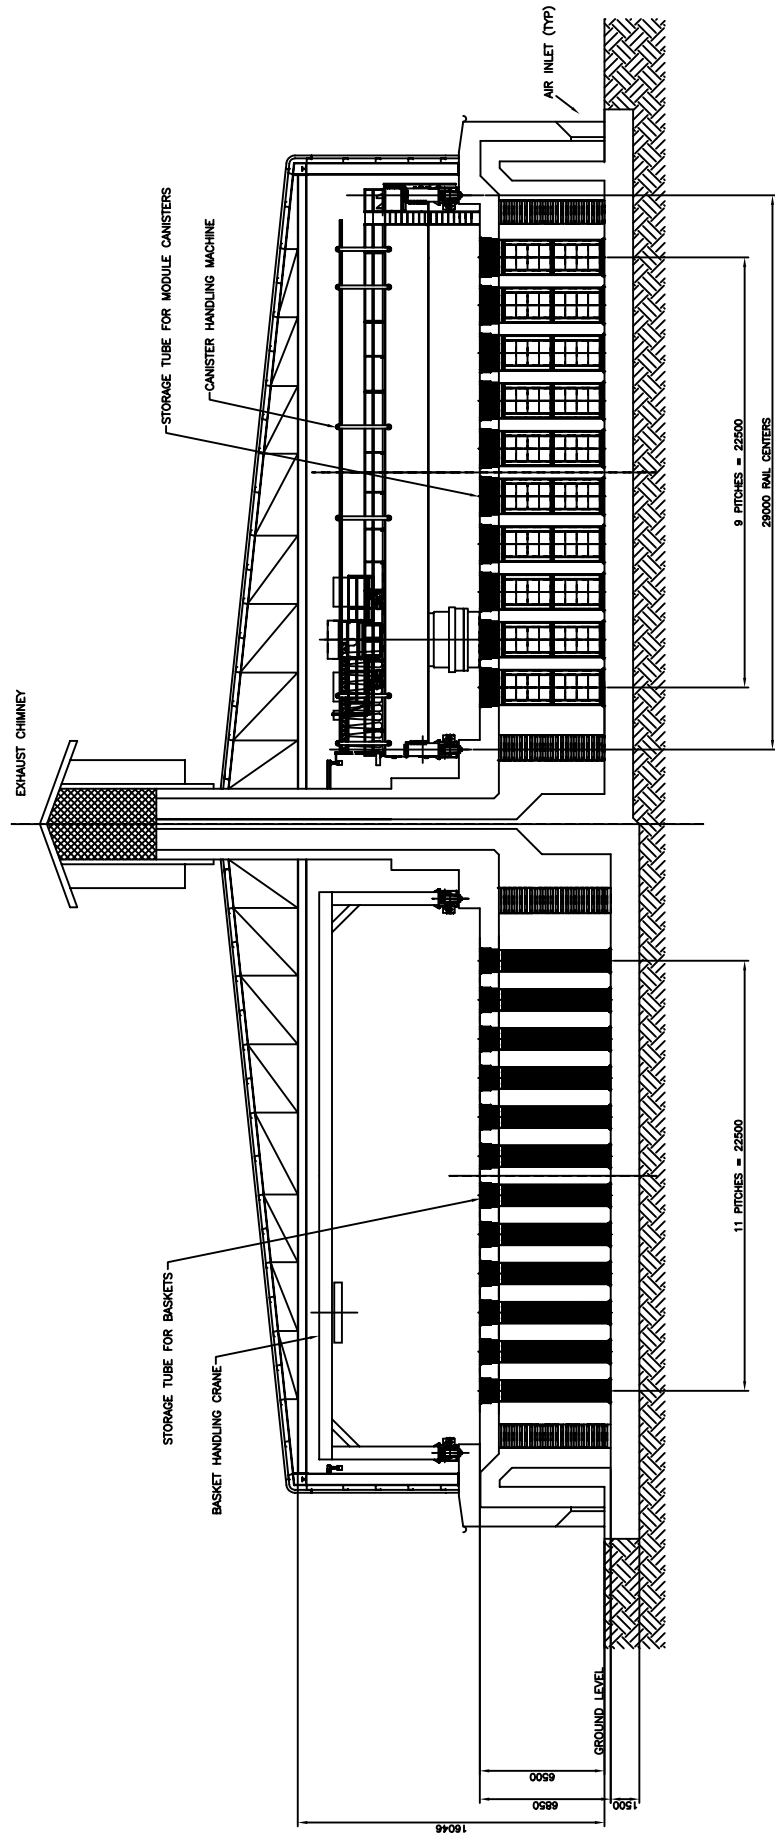 EXHAUST CHIMNEY
STORAGE TUBE FOR MODULE CANISTERS
CANISTER HANDLING MACHINE
AIR INLET (TYP)
STORAGE TUBE FOR BASKETS
BASKET HANDLING CRANE
11 PITCHES = 22500
9 PITCHES = 22500
29000 RAIL CENTERS
GROUND LEVEL
16046
6850
6500
1500